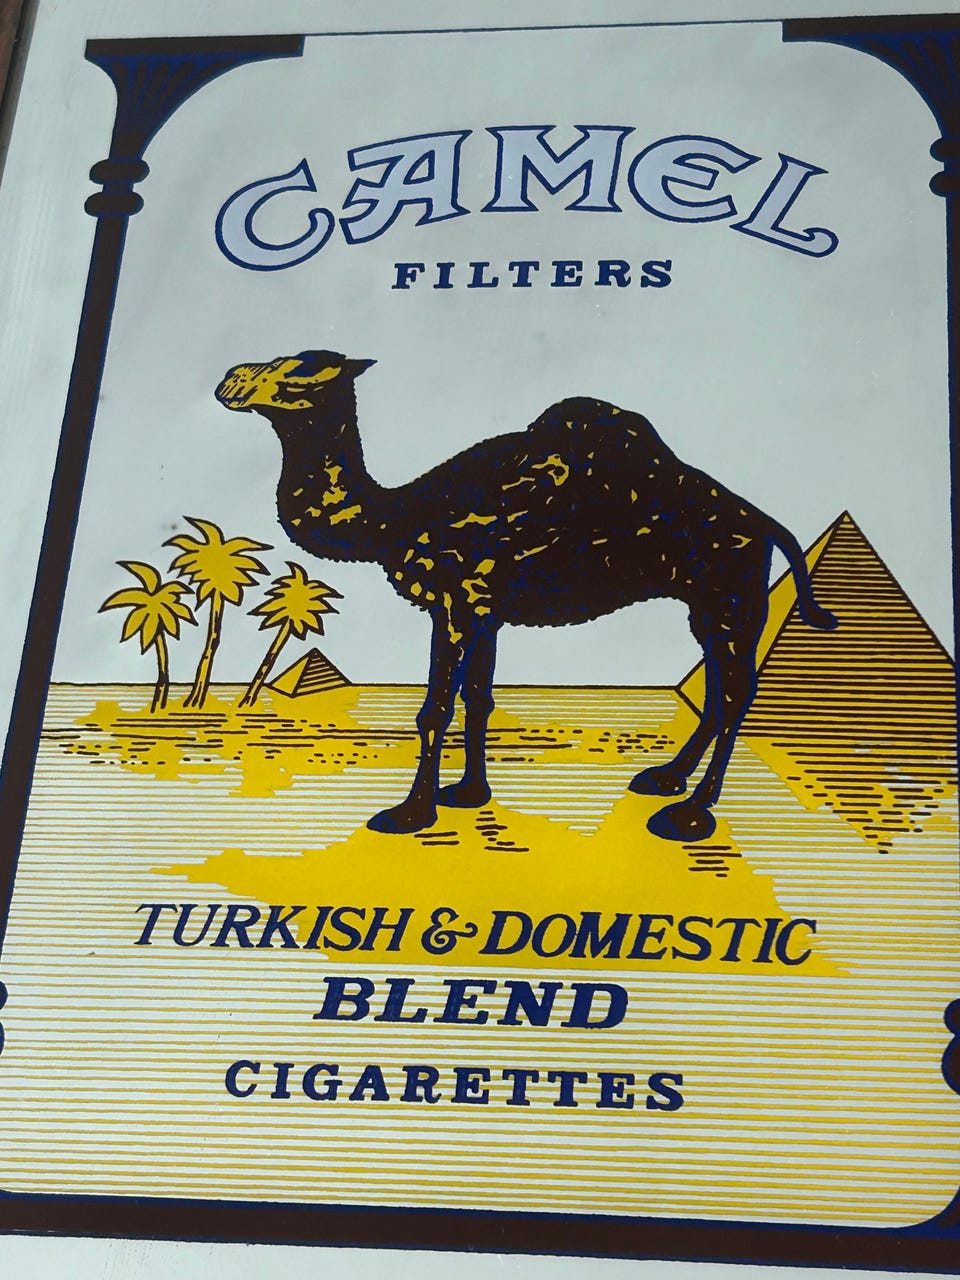 CAMEL
FILTERS
TURKISH & DOMESTIC
BLEND
CIGARETTES